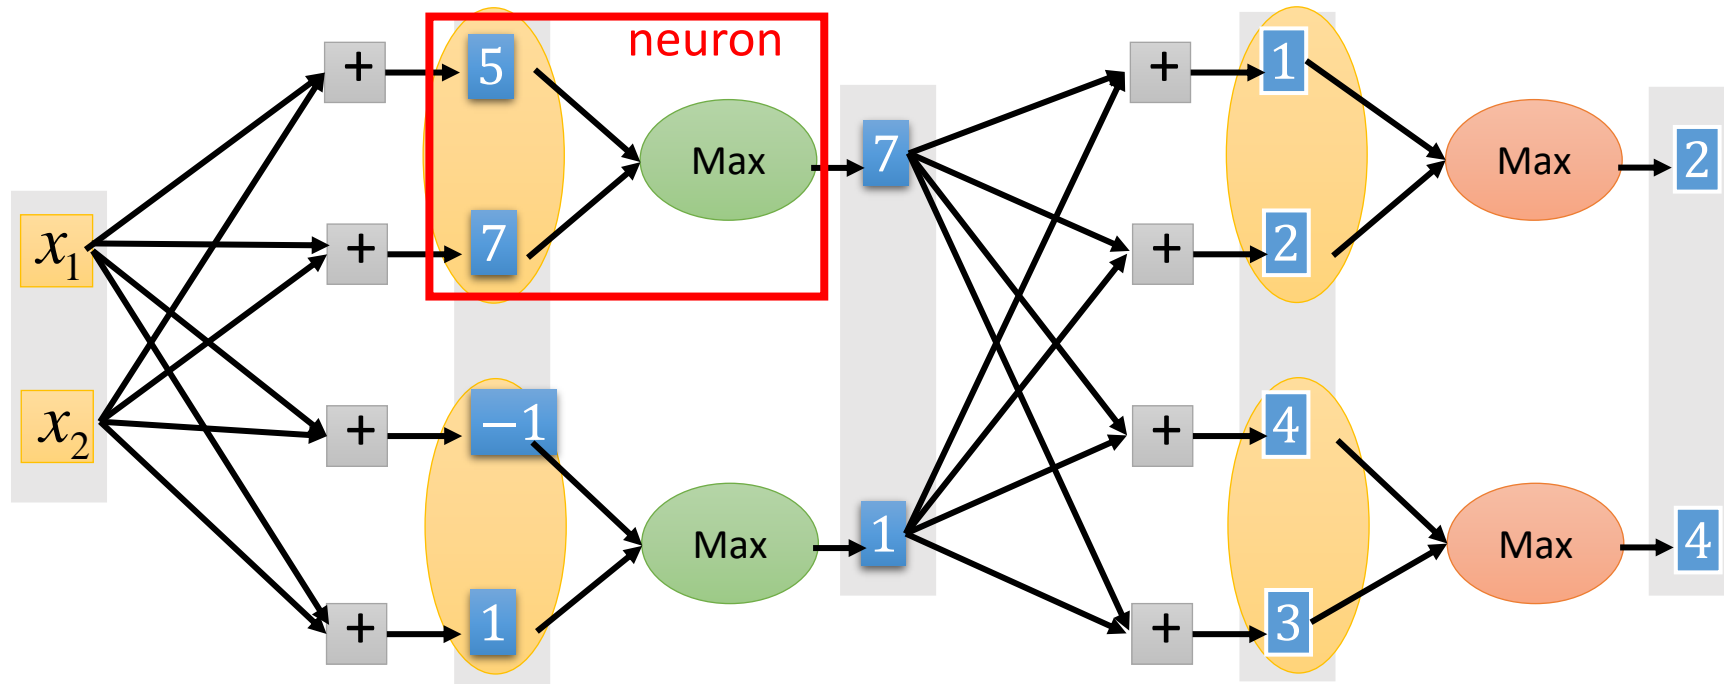 neuron
+ 5 + 1
Max 7 Max 2
x₁ + 7 + 2
x₂ + −1 + 4
Max 1 Max 4
+ 1 + 3